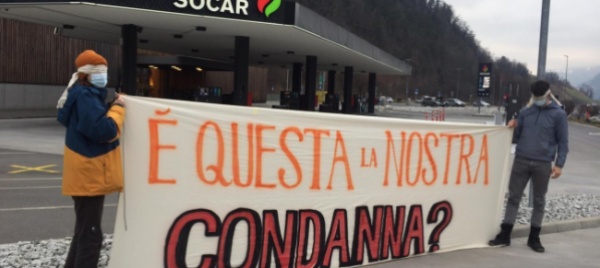 SOCAR
È QUESTA LA NOSTRA
CONDANNA?